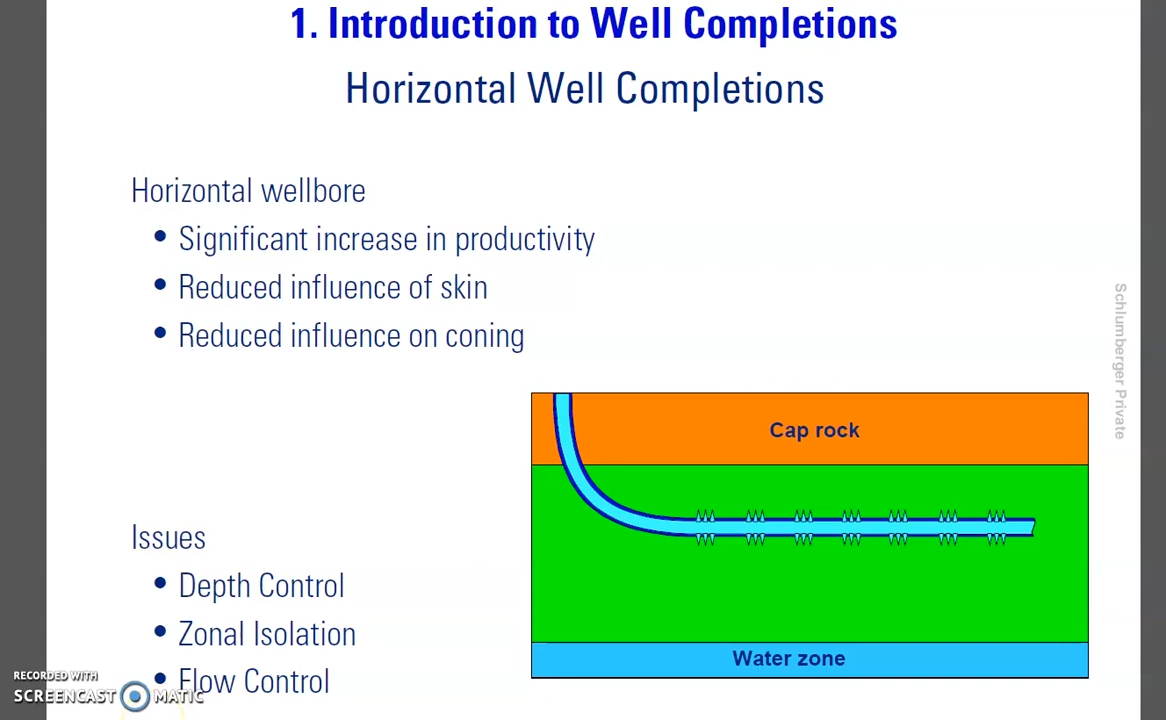 1. Introduction to Well Completions
Horizontal Well Completions
Horizontal wellbore
• Significant increase in productivity
• Reduced influence of skin
• Reduced influence on coning
Schlumberger Private
Cap rock
Water zone
Issues
• Depth Control
• Zonal Isolation
• Flow Control
RECORDED WITH
SCREENCAST MATIC